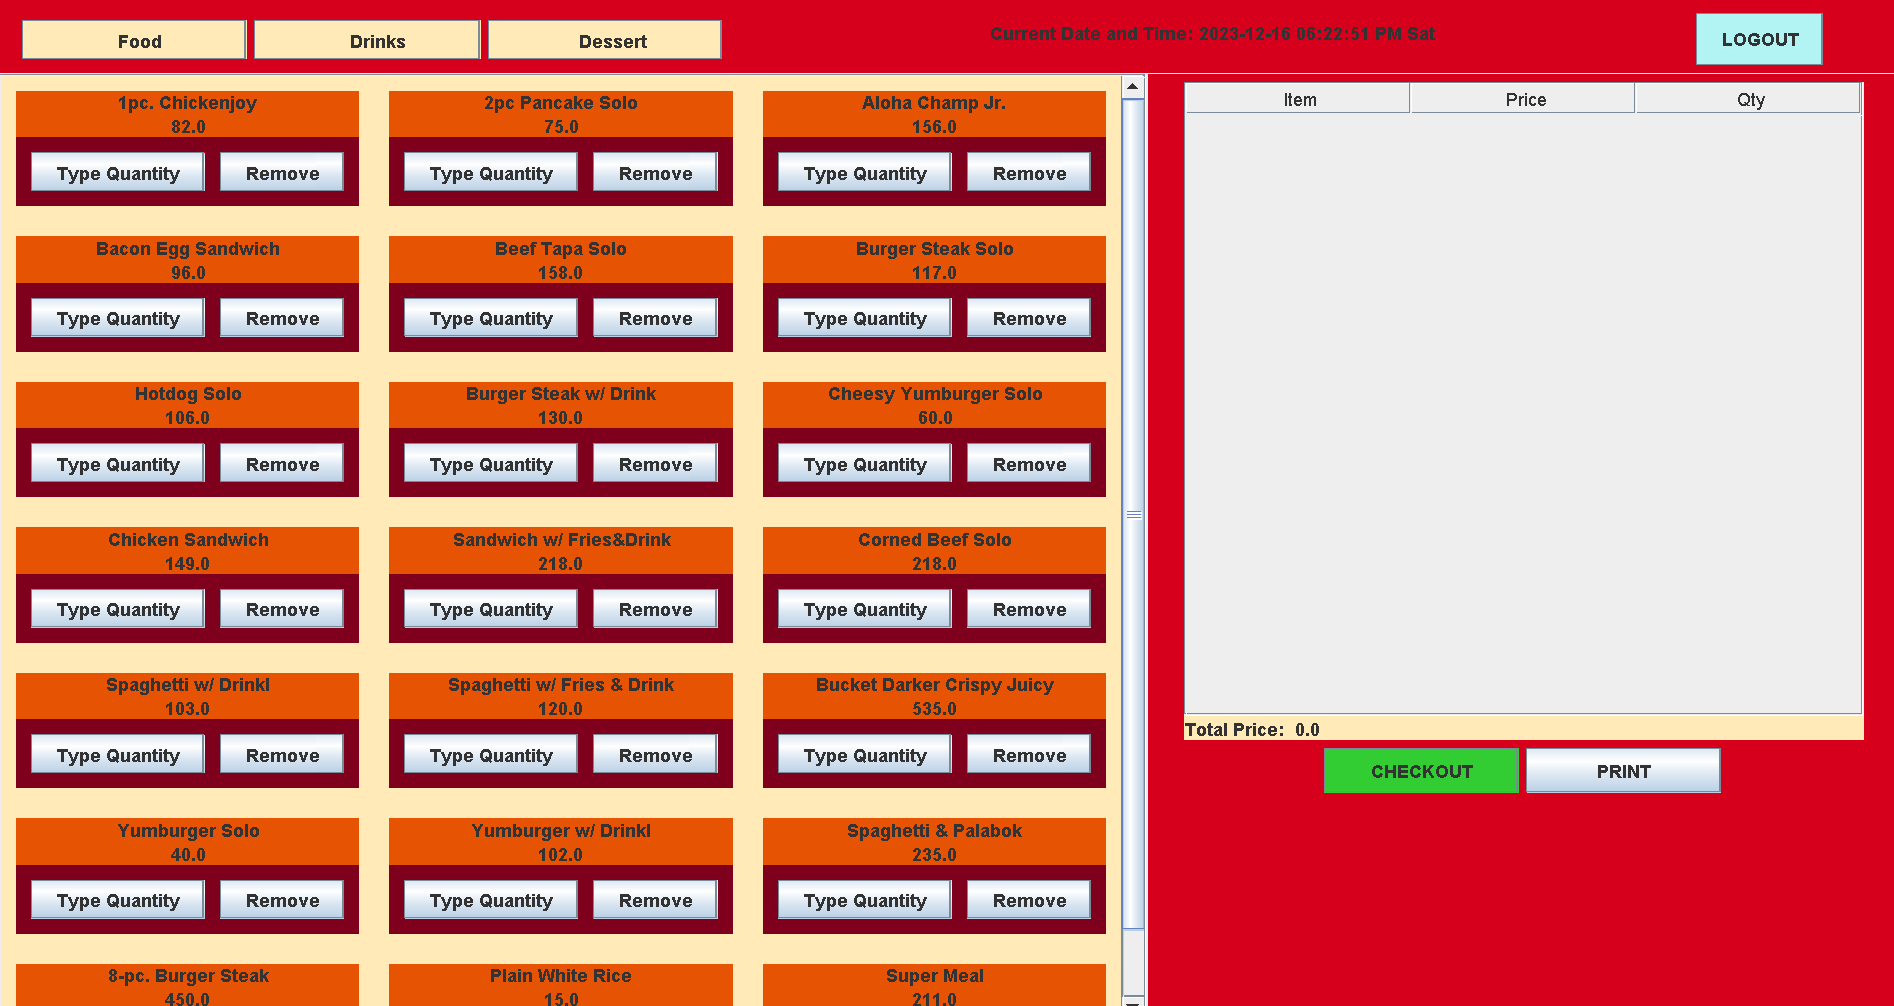 Food Drinks Dessert Current Date and Time: 2023-12-16 06:22:51 PM Sat LOGOUT
1pc. Chickenjoy 2pc Pancake Solo Aloha Champ Jr.
82.0 75.0 156.0
Type Quantity Remove Type Quantity Remove Type Quantity Remove
Bacon Egg Sandwich Beef Tapa Solo Burger Steak Solo
96.0 158.0 117.0
Type Quantity Remove Type Quantity Remove Type Quantity Remove
Hotdog Solo Burger Steak w/ Drink Cheesy Yumburger Solo
106.0 130.0 60.0
Type Quantity Remove Type Quantity Remove Type Quantity Remove
Chicken Sandwich Sandwich w/ Fries&Drink Corned Beef Solo
149.0 218.0 218.0
Type Quantity Remove Type Quantity Remove Type Quantity Remove
Spaghetti w/ Drinkl Spaghetti w/ Fries & Drink Bucket Darker Crispy Juicy
103.0 120.0 535.0
Type Quantity Remove Type Quantity Remove Type Quantity Remove
Yumburger Solo Yumburger w/ Drinkl Spaghetti & Palabok
40.0 102.0 235.0
Type Quantity Remove Type Quantity Remove Type Quantity Remove
8-pc. Burger Steak Plain White Rice Super Meal
450.0 15.0 211.0
Item Price Qty
Total Price: 0.0
CHECKOUT PRINT